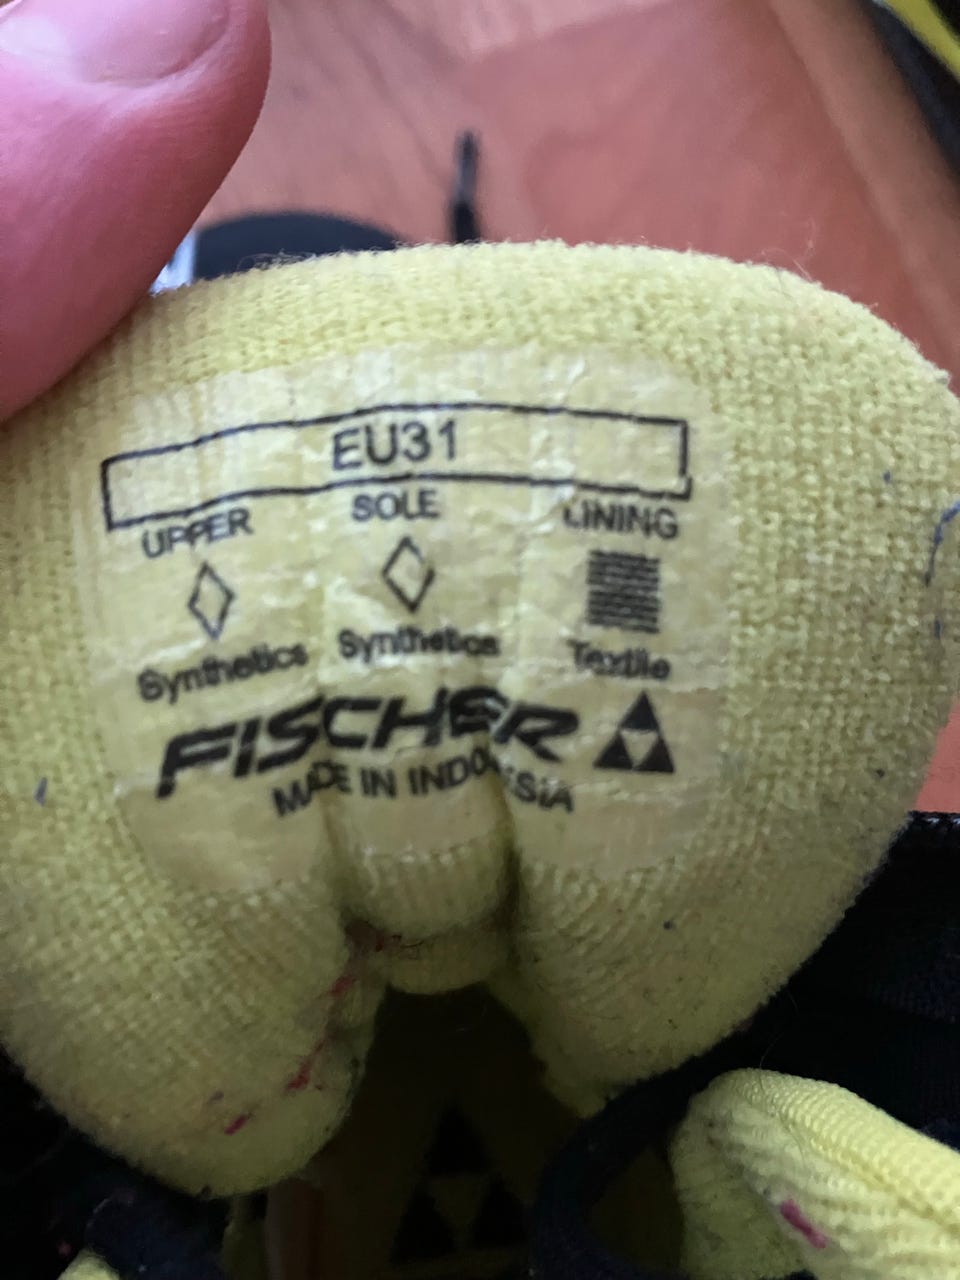 EU31
UPPER SOLE LINING
Synthetics Synthetics Textile
FISCHER
MADE IN INDONESIA